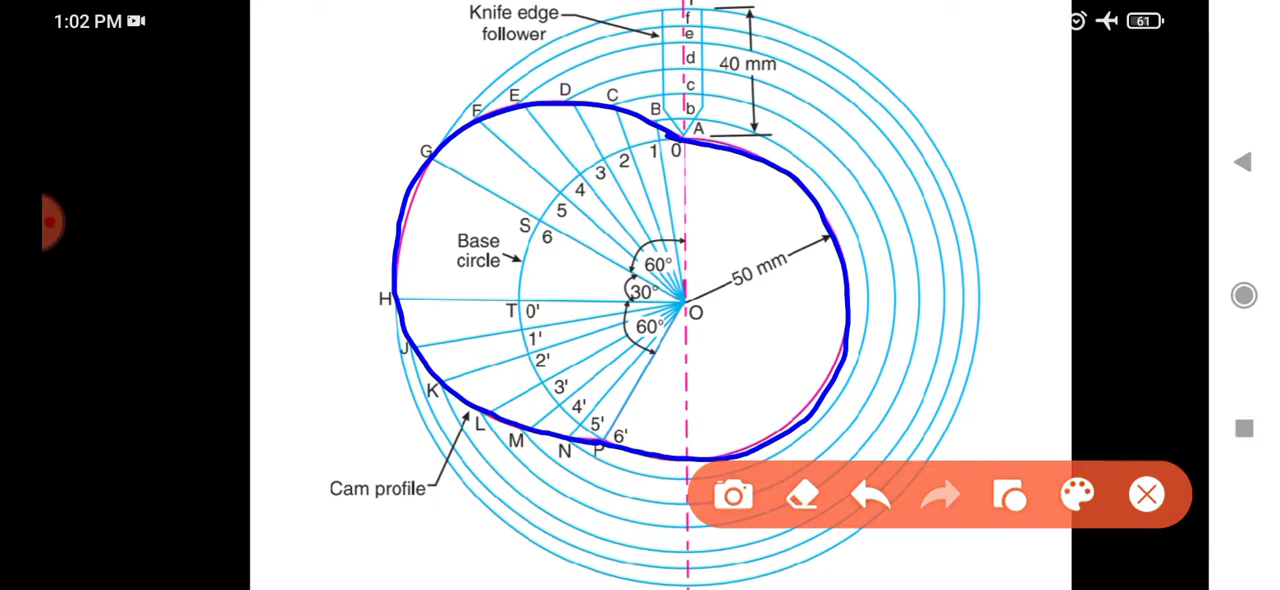 1:02 PM
61
Knife edge
follower
f
e
d
c
b
40 mm
A
B
C
D
E
F
G
H
J
K
L
M
N
P
0
1
2
3
4
5
6
S
T
0'
1'
2'
3'
4'
5'
6'
Base
circle
60°
30°
60°
O
50 mm
Cam profile